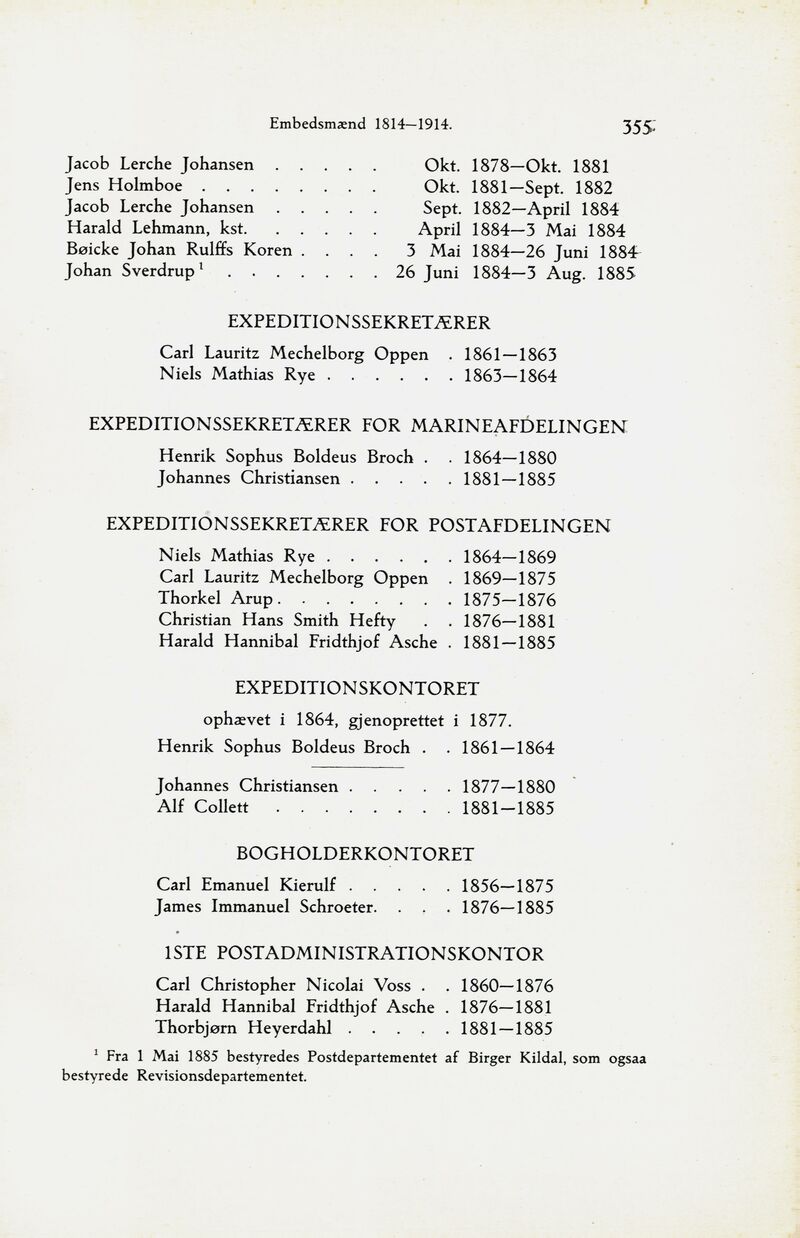 Embedsmænd 1814—1914. 355
Jacob Lerche Johansen . . . . . Okt. 1878—Okt. 1881
Jens Holmboe . . . . . . . . Okt. 1881—Sept. 1882
Jacob Lerche Johansen . . . . . Sept. 1882—April 1884
Harald Lehmann, kst. . . . . . April 1884—3 Mai 1884
Bøicke Johan Rulffs Koren . . . . 3 Mai 1884—26 Juni 1884
Johan Sverdrup ¹ . . . . . . . 26 Juni 1884—3 Aug. 1885
EXPEDITIONSSEKRETÆRER
Carl Lauritz Mechelborg Oppen . 1861—1863
Niels Mathias Rye . . . . . . 1863—1864
EXPEDITIONSSEKRETÆRER FOR MARINEAFDELINGEN
Henrik Sophus Boldeus Broch . . 1864—1880
Johannes Christiansen . . . . . 1881—1885
EXPEDITIONSSEKRETÆRER FOR POSTAFDELINGEN
Niels Mathias Rye . . . . . . 1864—1869
Carl Lauritz Mechelborg Oppen . 1869—1875
Thorkel Arup . . . . . . . . 1875—1876
Christian Hans Smith Hefty . . 1876—1881
Harald Hannibal Fridthjof Asche . 1881—1885
EXPEDITIONSKONTORET
ophævet i 1864, gjenoprettet i 1877.
Henrik Sophus Boldeus Broch . . 1861—1864
Johannes Christiansen . . . . . 1877—1880
Alf Collett . . . . . . . . 1881—1885
BOGHOLDERKONTORET
Carl Emanuel Kierulf . . . . . 1856—1875
James Immanuel Schroeter. . . . 1876—1885
1STE POSTADMINISTRATIONSKONTOR
Carl Christopher Nicolai Voss . . 1860—1876
Harald Hannibal Fridthjof Asche . 1876—1881
Thorbjørn Heyerdahl . . . . . 1881—1885
¹ Fra 1 Mai 1885 bestyredes Postdepartementet af Birger Kildal, som ogsaa
bestyrede Revisionsdepartementet.